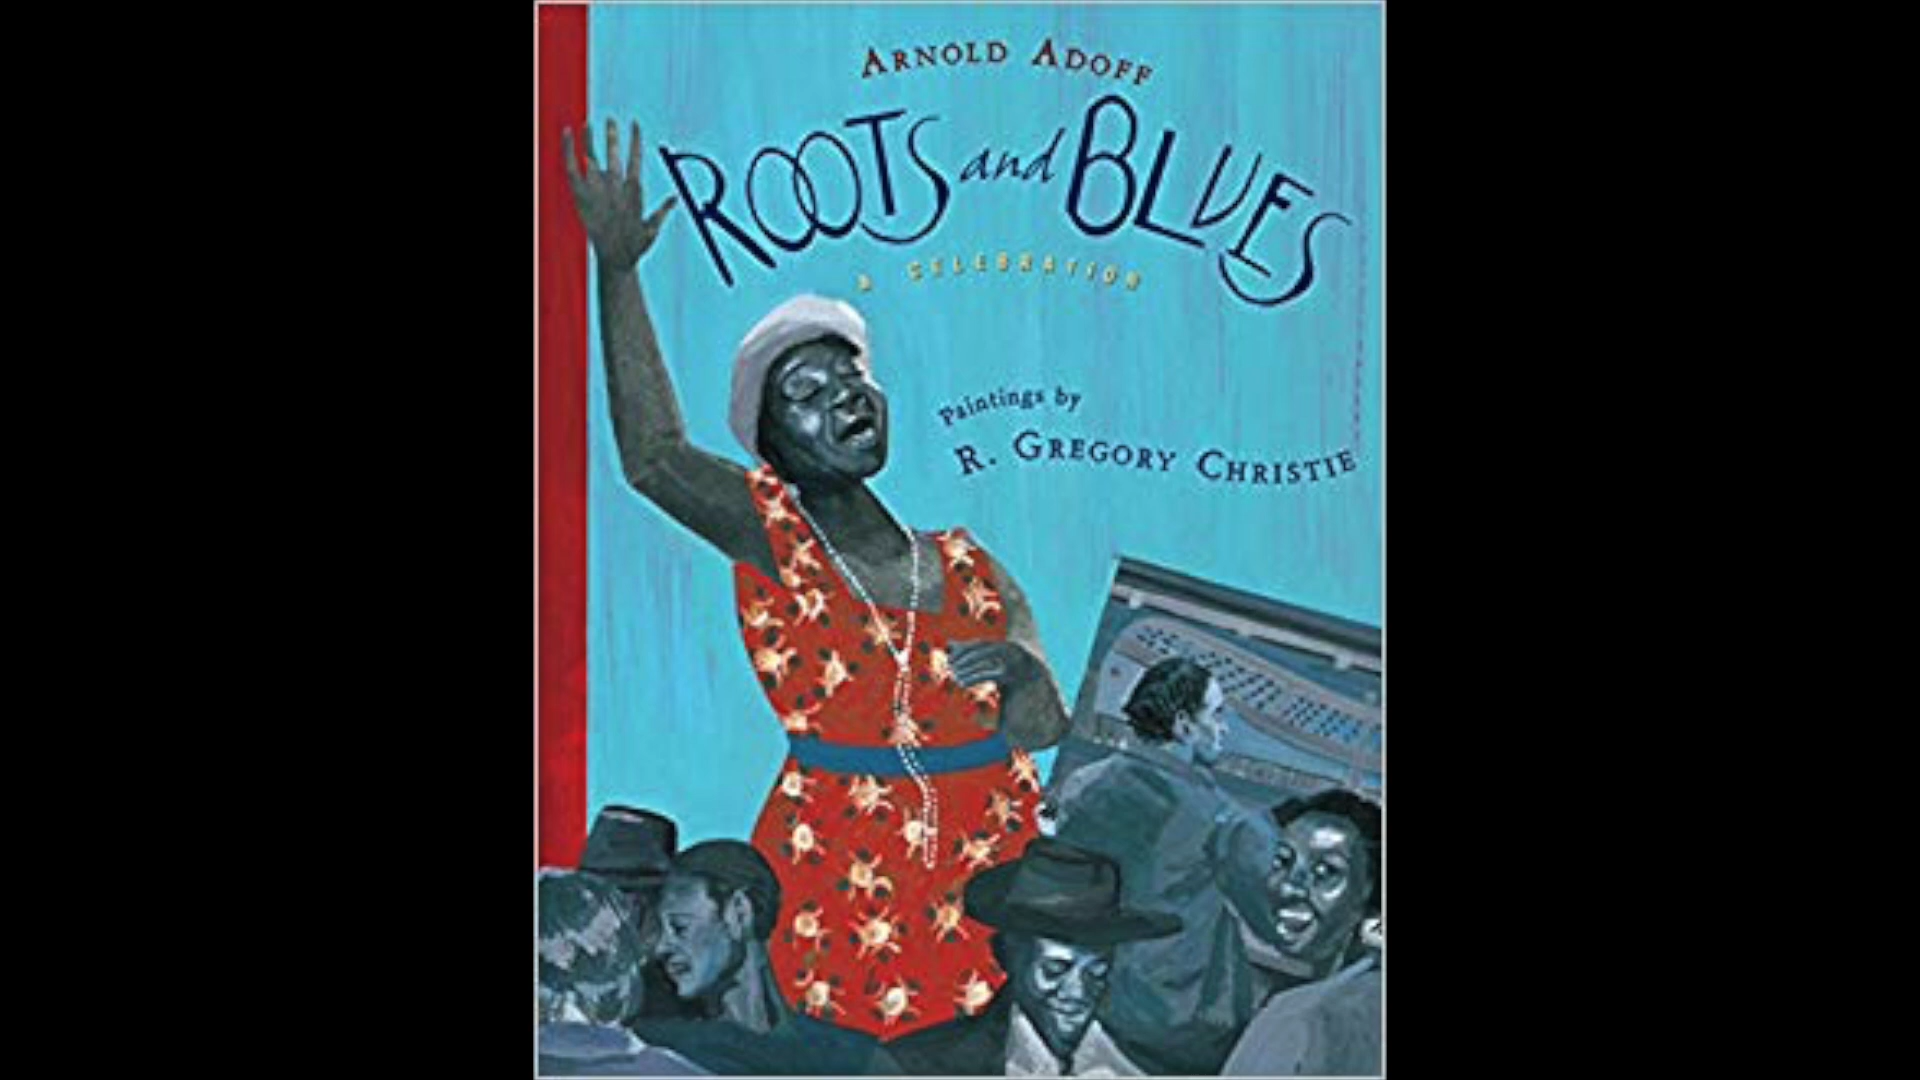 ARNOLD ADOFF
ROOTS and BLUES
A CELEBRATION
Paintings by
R. GREGORY CHRISTIE